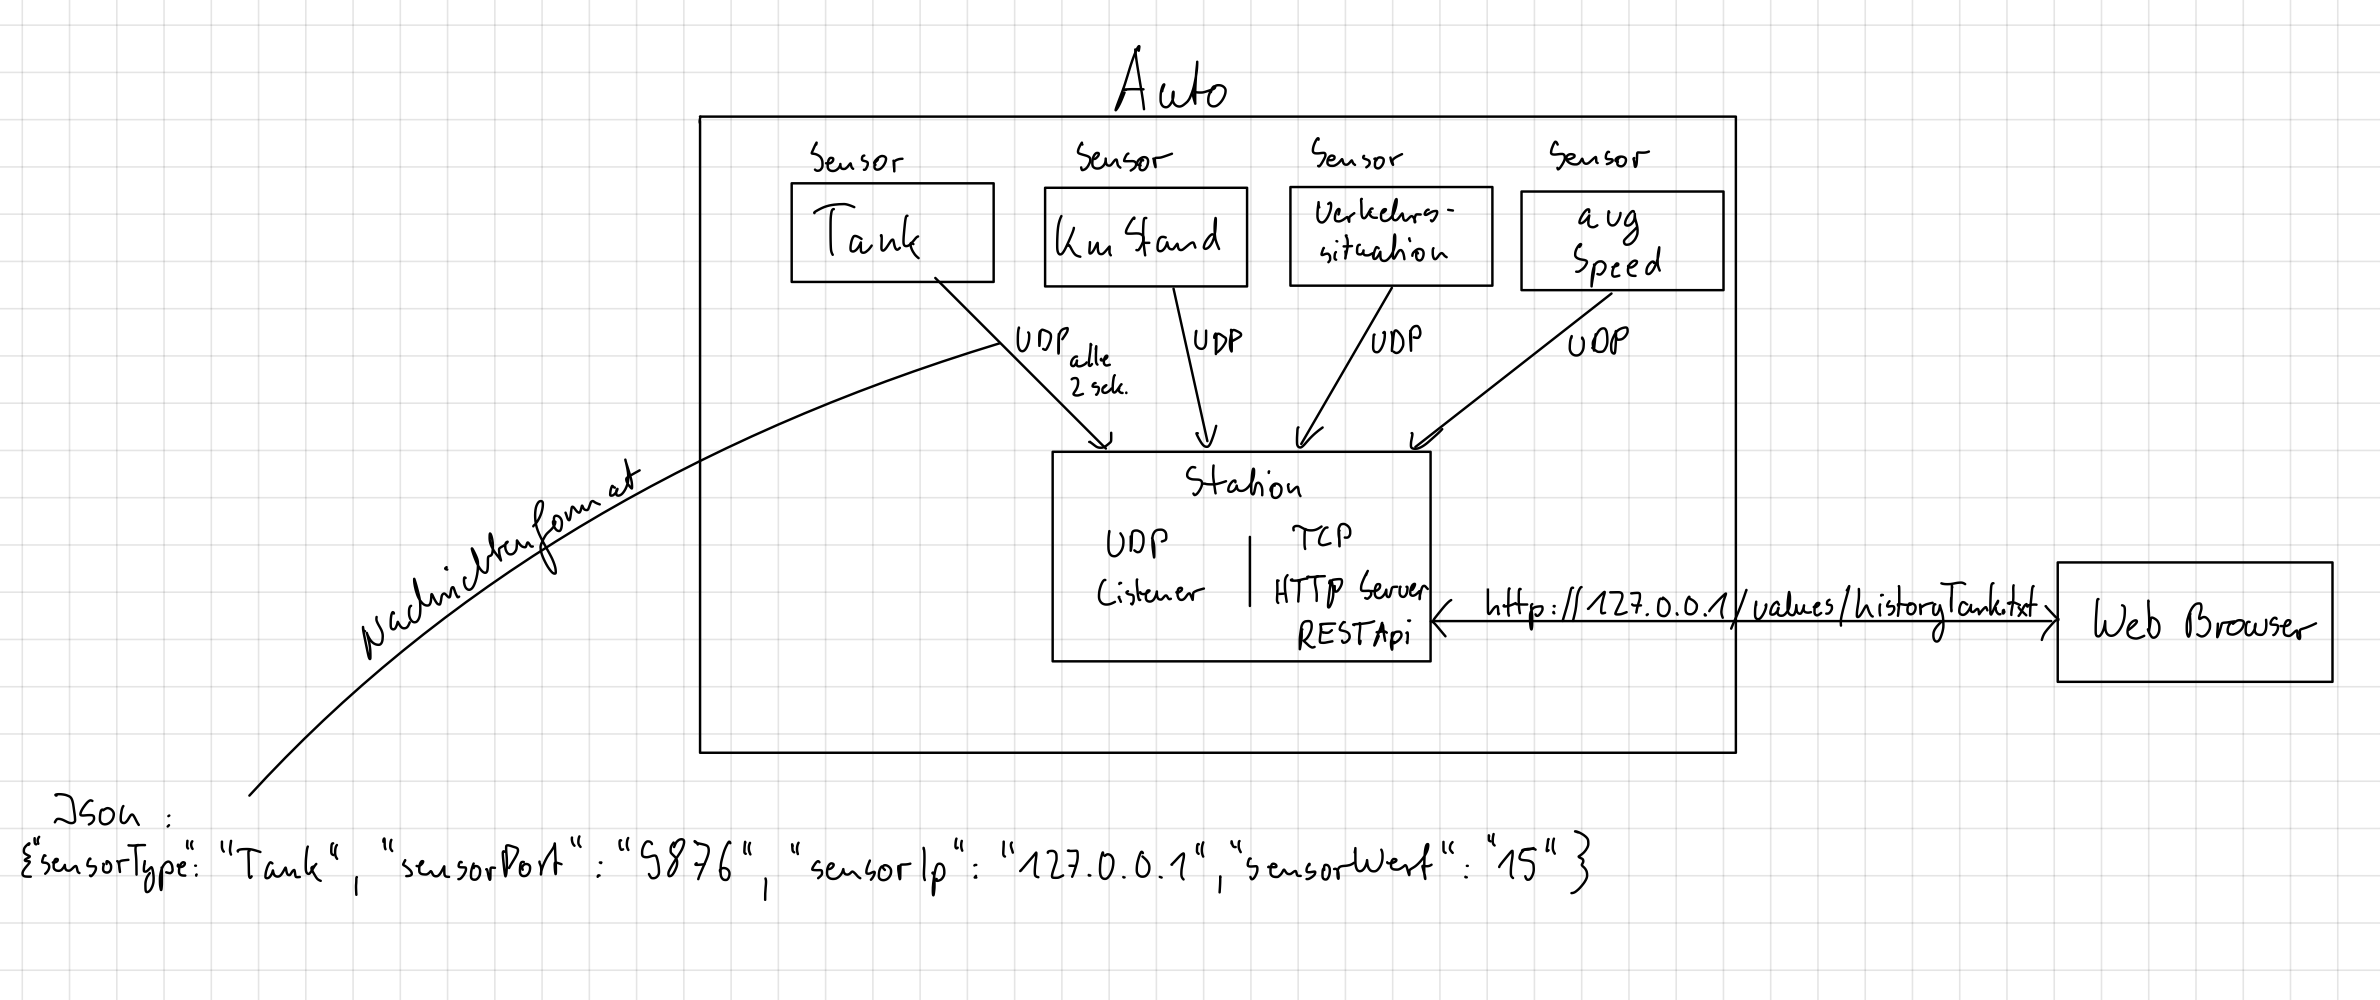 Auto
Sensor
Sensor
Sensor
Sensor
Tank
Km Stand
Verkehrs-
situation
avg
Speed
UDP
alle
2 sek.
UDP
UDP
UDP
Nachrichtenformat
Station
UDP
Listener
TCP
HTTP Server
RESTApi
http://127.0.0.1/values/historyTank.txt
Web Browser
Json :
{"sensorType": "Tank", "sensorPort": "9876", "sensorIp": "127.0.0.1", "sensorWert": "15"}